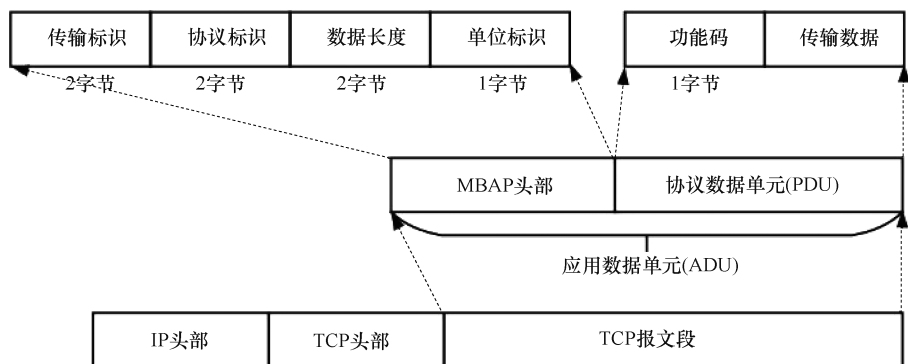 传输标识 协议标识 数据长度 单位标识 功能码 传输数据
2字节 2字节 2字节 1字节 1字节
MBAP头部 协议数据单元(PDU)
应用数据单元(ADU)
IP头部 TCP头部 TCP报文段